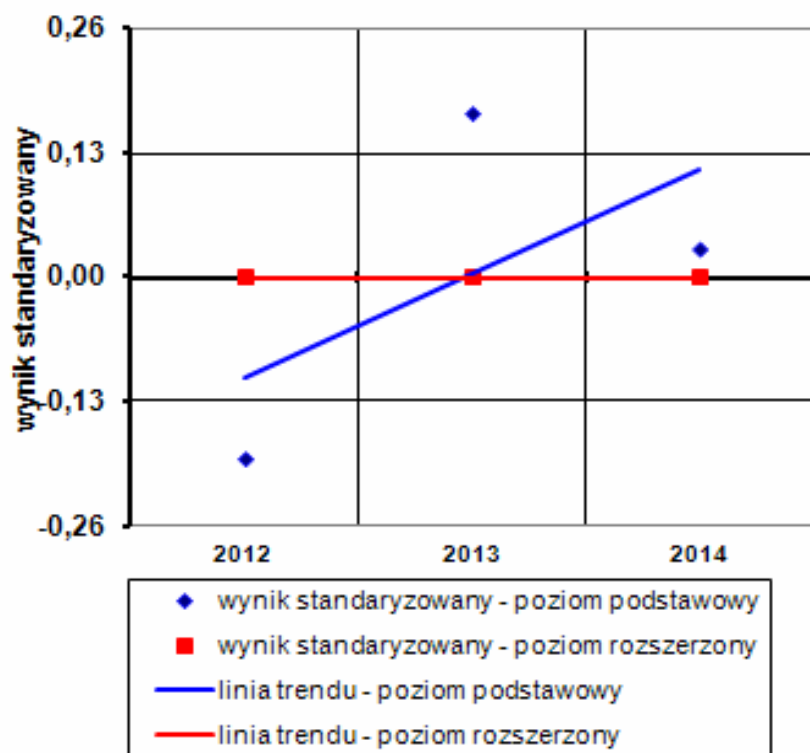 0,26
0,13
0,00
-0,13
-0,26
wynik standaryzowany
2012 2013 2014
wynik standaryzowany - poziom podstawowy
wynik standaryzowany - poziom rozszerzony
linia trendu - poziom podstawowy
linia trendu - poziom rozszerzony